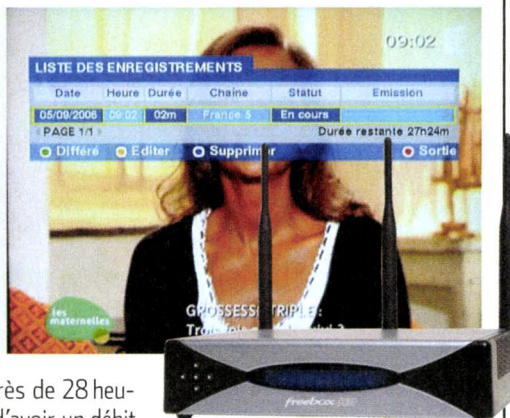 09:02
LISTE DES ENREGISTREMENTS
Date Heure Durée Chaîne Statut Emission
05/09/2006 09:02 02m France 5 En cours
PAGE 1/1 Durée restante 27h24m
Différé Editer Supprimer Sortie
les maternelles
GROSSESSE TRIPLE :
freebox
rès de 28 heu-
d'avoir un débit